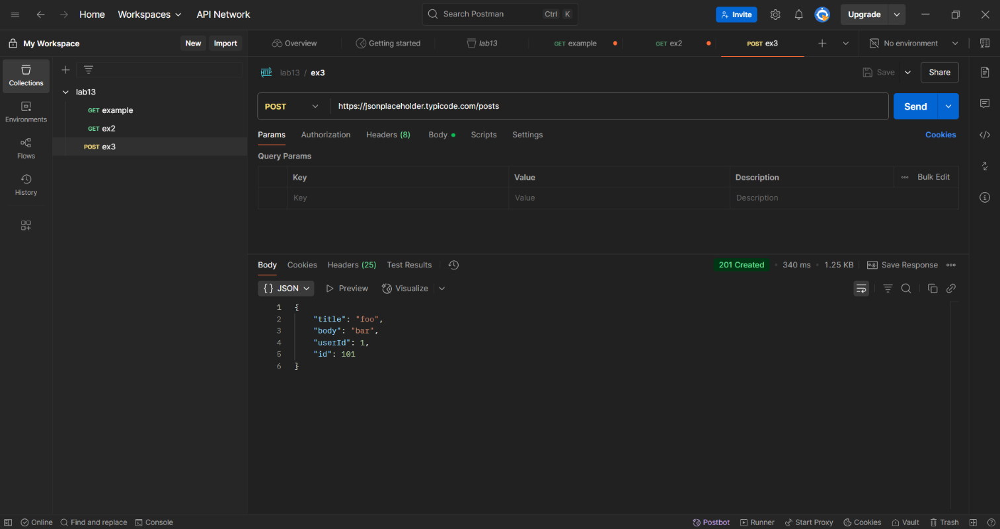 Home Workspaces API Network Search Postman Ctrl K Invite Upgrade
My Workspace New Import Overview Getting started lab13 GET example GET ex2 POST ex3 No environment
Collections
Environments
Flows
History
lab13
GET example
GET ex2
POST ex3
HTTP lab13 / ex3 Save Share
POST https://jsonplaceholder.typicode.com/posts Send
Params Authorization Headers (8) Body Scripts Settings Cookies
Query Params
Key Value Description Bulk Edit
Key Value Description
Body Cookies Headers (25) Test Results 201 Created 340 ms 1.25 KB e.g. Save Response
{} JSON Preview Visualize
1 {
2 "title": "foo",
3 "body": "bar",
4 "userId": 1,
5 "id": 101
6 }
Online Find and replace Console Postbot Runner Start Proxy Cookies Vault Trash